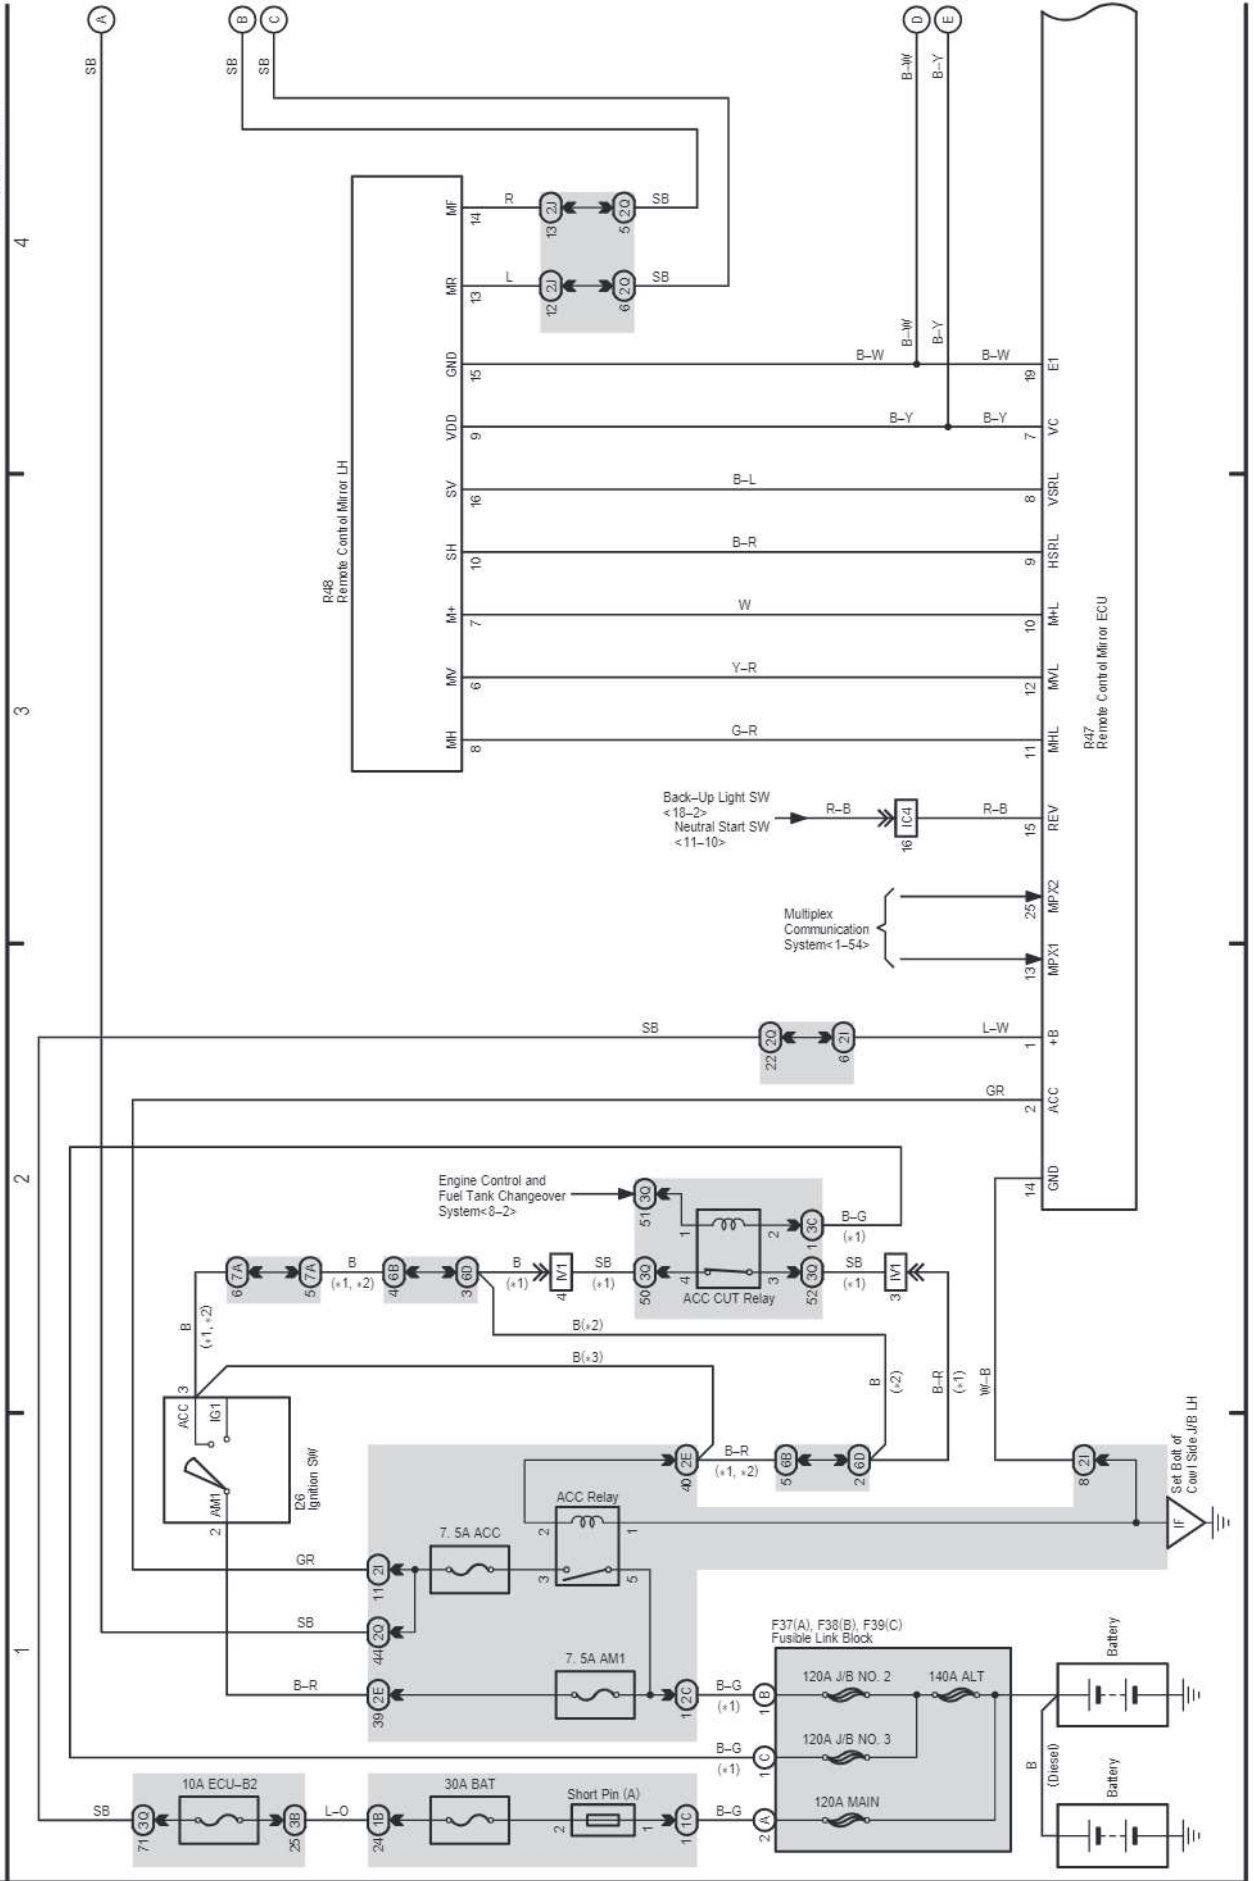 A
B
C
D
E
SB
SB
SB
B–W
B–Y
4
MF
14
R
13
2J
5
2Q
SB
MR
13
L
12
2J
6
2Q
SB
B–W
B–Y
GND
15
B–W
B–W
19
E1
VDD
9
B–Y
B–Y
7
VC
R48
Remote Control Mirror LH
SV
16
B–L
8
VSRL
SH
10
B–R
9
HSRL
M+
7
W
10
M+L
3
MV
6
Y–R
12
MVL
MH
8
G–R
11
MHL
R47
Remote Control Mirror ECU
Back–Up Light SW
<18–2>
Neutral Start SW
<11–10>
R–B
16
IC4
R–B
15
REV
Multiplex
Communication
System<1–54>
25
MPX2
13
MPX1
SB
22
2Q
6
2I
L–W
1
+B
GR
2
ACC
2
Engine Control and
Fuel Tank Changeover
System<8–2>
51
3Q
1
2
1
3C
B–G
(*1)
14
GND
6
7A
5
7A
B
(*1, *2)
4
6B
3
6D
B
(*1)
4
IV1
SB
(*1)
50
3Q
4
3
ACC CUT Relay
52
3Q
SB
(*1)
3
IV1
B
(*1, *2)
B(*2)
B(*3)
B
(*2)
B–R
(*1)
W–B
3
ACC
IG1
AM1
2
I26
Ignition SW
40
2E
B–R
(*1, *2)
5
6B
2
6D
8
2I
Set Bolt of
Cowl Side J/B LH
IF
ACC Relay
2
1
3
5
7. 5A ACC
GR
11
2I
SB
44
2Q
1
7. 5A AM1
B–R
39
2E
1
2C
B–G
(*1)
1
B
F37(A), F38(B), F39(C)
Fusible Link Block
120A J/B NO. 2
140A ALT
120A J/B NO. 3
120A MAIN
Battery
B–G
(*1)
1
C
B
(Diesel)
Battery
10A ECU–B2
SB
71
3Q
25
3B
L–O
24
1B
30A BAT
Short Pin (A)
2
1
1
1C
B–G
2
A